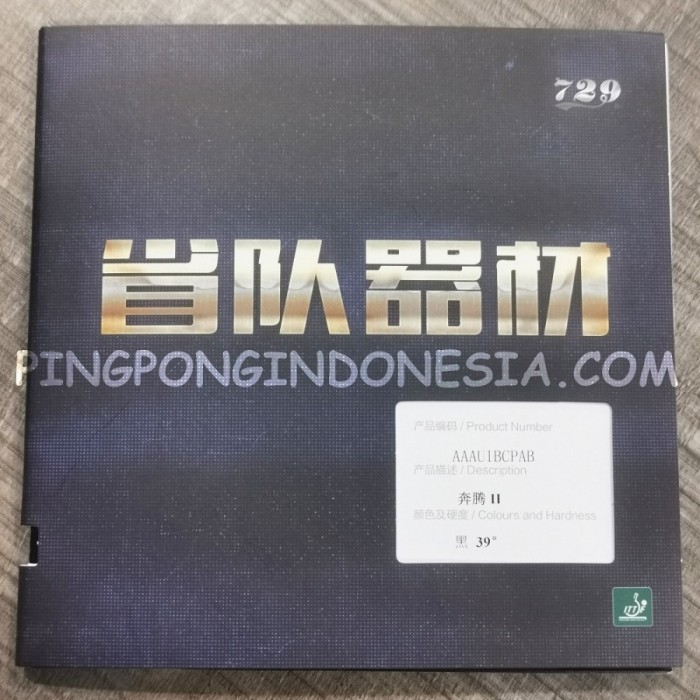 729
省队器材
PINGPONGINDONESIA.COM
产品编码 / Product Number
AAAU1BCPAB
产品描述 / Description
奔腾 II
颜色及硬度 / Colours and Hardness
黑 39°
ITTF